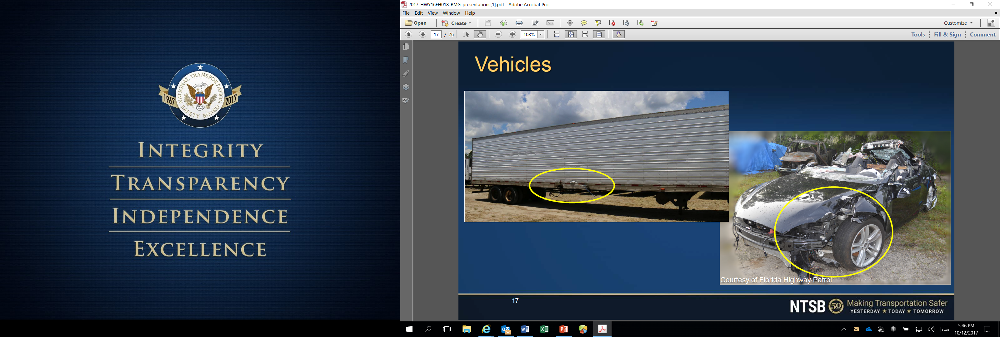 1967
NATIONAL TRANSPORTATION
SAFETY BOARD
2017
INTEGRITY
TRANSPARENCY
INDEPENDENCE
EXCELLENCE
2017-HWY16FH018-BMG-presentations[1].pdf - Adobe Acrobat Pro
File Edit View Window Help
Open Create Customize
17 / 76 108% Tools Fill & Sign Comment
Vehicles
Courtesy of Florida Highway Patrol
17
NTSB 50 Making Transportation Safer
YESTERDAY ★ TODAY ★ TOMORROW
5:46 PM
10/12/2017